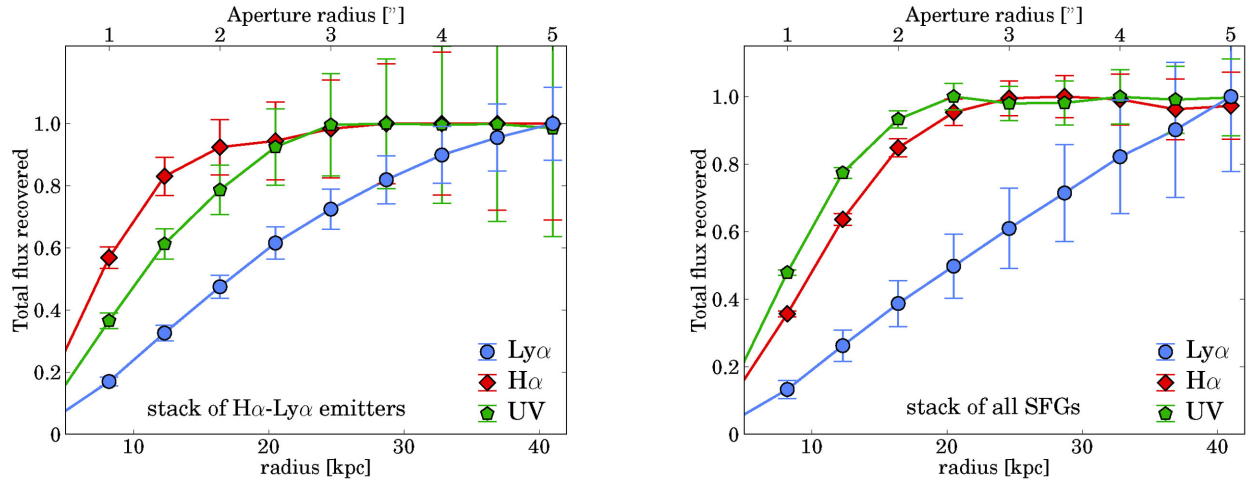 Aperture radius ["]
1 2 3 4 5
Total flux recovered
1.0
0.8
0.6
0.4
0.2
0
Lyα
Hα
UV
stack of Hα-Lyα emitters
10 20 30 40
radius [kpc]
Aperture radius ["]
1 2 3 4 5
Total flux recovered
1.0
0.8
0.6
0.4
0.2
0
Lyα
Hα
UV
stack of all SFGs
10 20 30 40
radius [kpc]